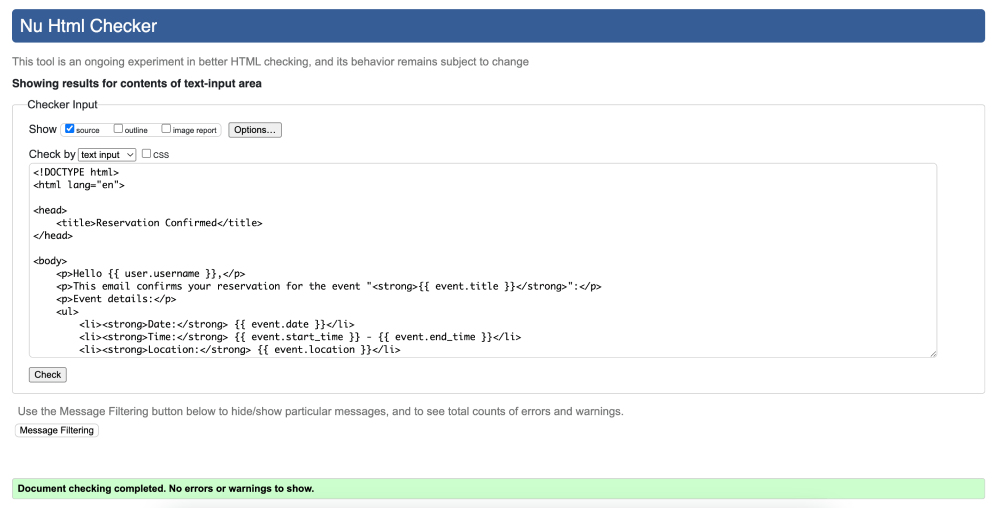 Nu Html Checker
This tool is an ongoing experiment in better HTML checking, and its behavior remains subject to change
Showing results for contents of text-input area
Checker Input
Show source outline image report Options...
Check by text input css
<!DOCTYPE html>
<html lang="en">
<head>
    <title>Reservation Confirmed</title>
</head>
<body>
    <p>Hello {{ user.username }},</p>
    <p>This email confirms your reservation for the event "<strong>{{ event.title }}</strong>":</p>
    <p>Event details:</p>
    <ul>
        <li><strong>Date:</strong> {{ event.date }}</li>
        <li><strong>Time:</strong> {{ event.start_time }} - {{ event.end_time }}</li>
        <li><strong>Location:</strong> {{ event.location }}</li>
Check
Use the Message Filtering button below to hide/show particular messages, and to see total counts of errors and warnings.
Message Filtering
Document checking completed. No errors or warnings to show.